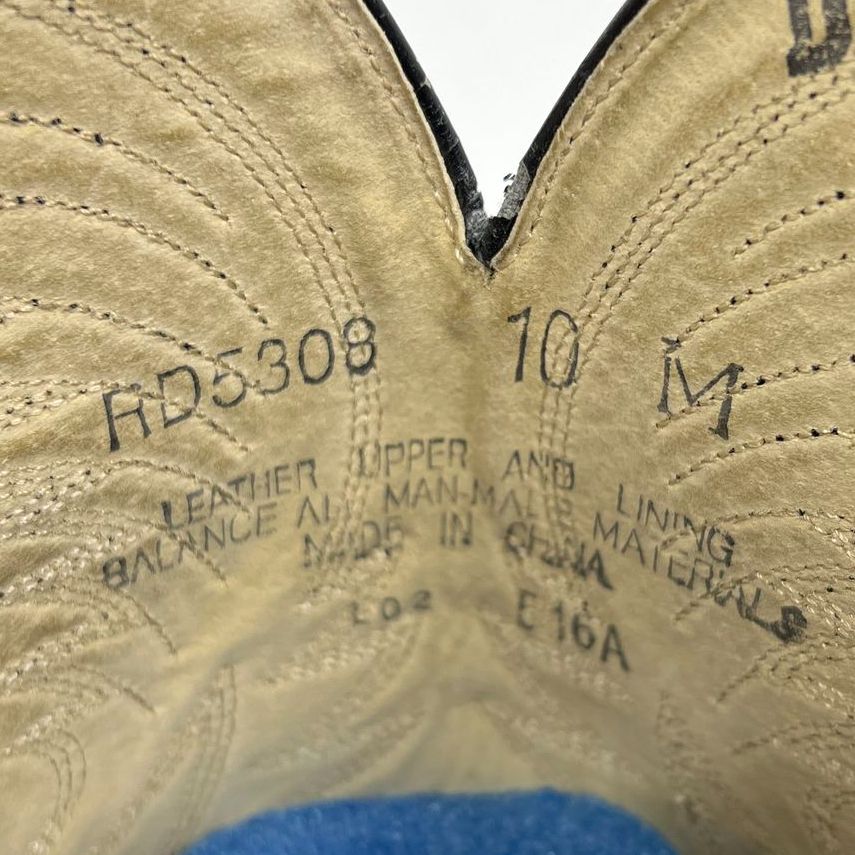 RD5308 10 M
LEATHER UPPER AND LINING
BALANCE ALL MAN-MADE MATERIALS
MADE IN CHINA
L02 E16A